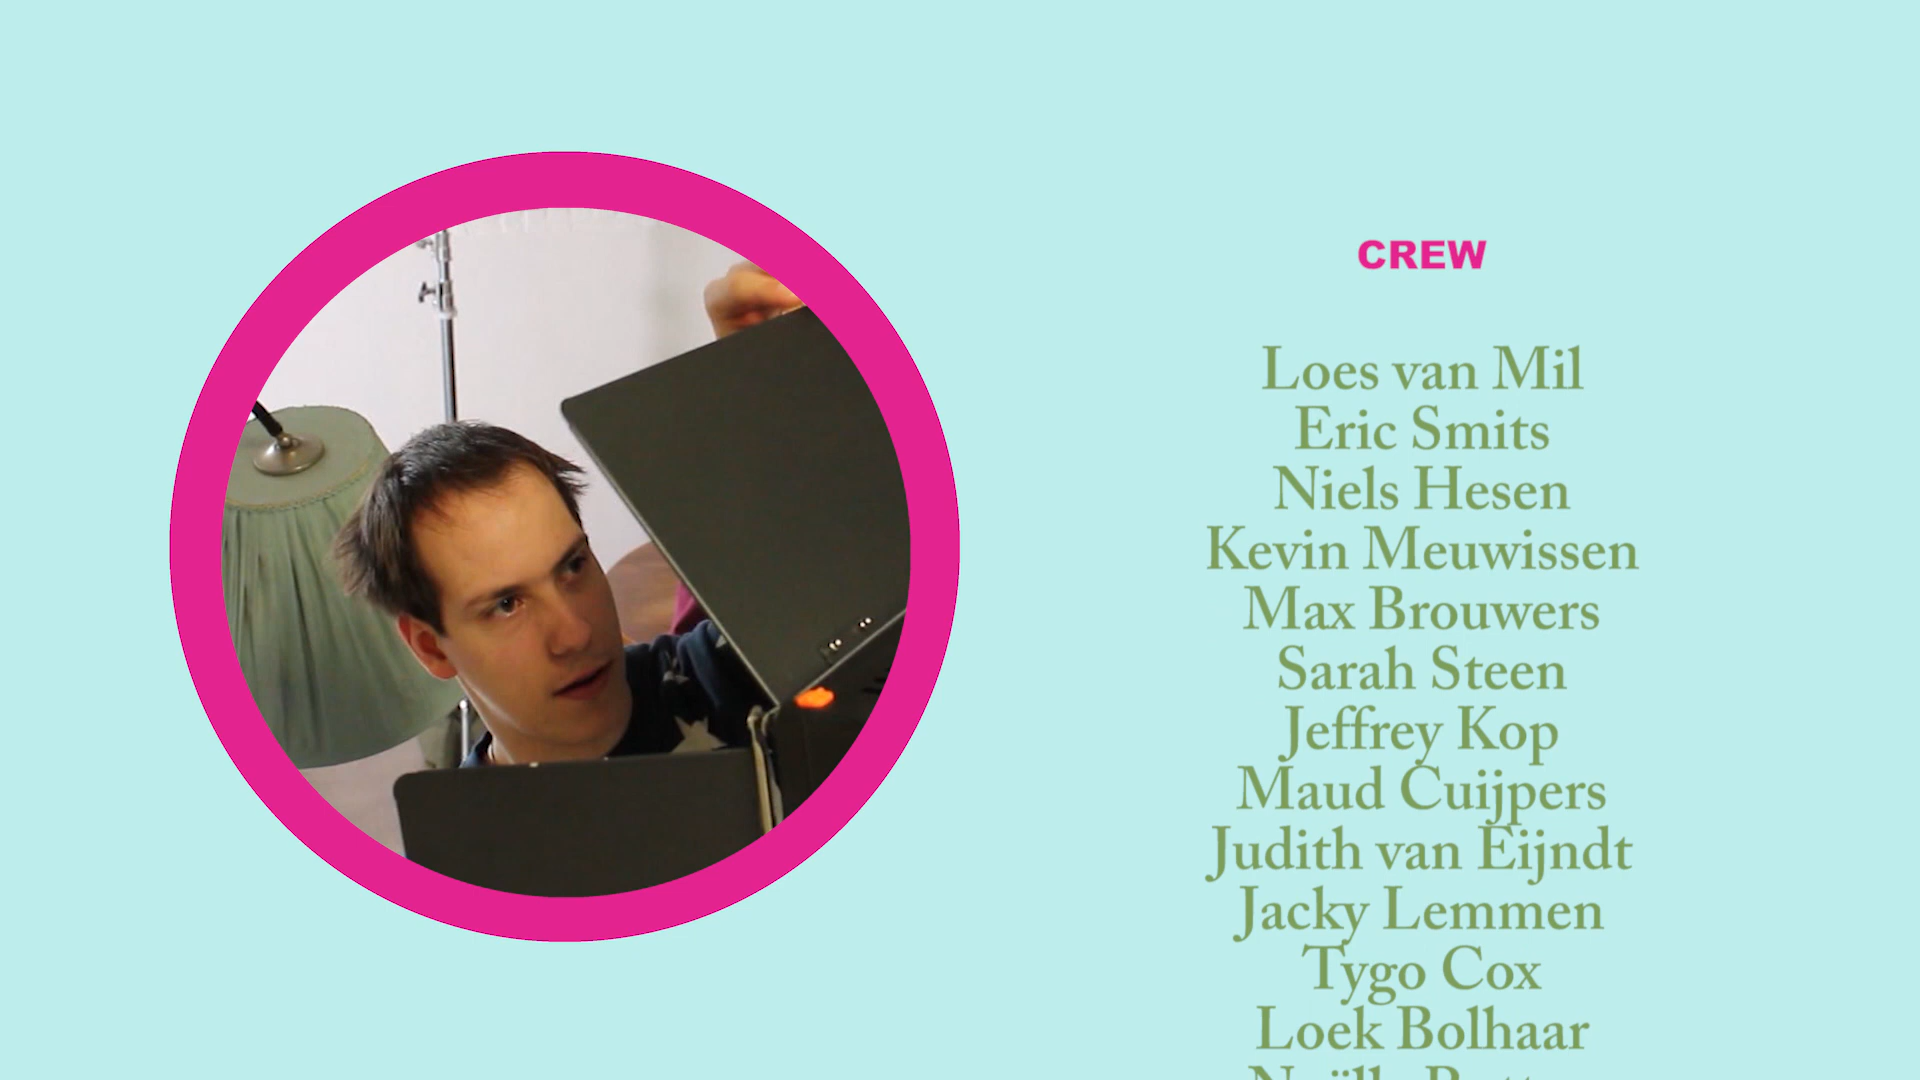 CREW
Loes van Mil
Eric Smits
Niels Hesen
Kevin Meuwissen
Max Brouwers
Sarah Steen
Jeffrey Kop
Maud Cuijpers
Judith van Eijndt
Jacky Lemmen
Tygo Cox
Loek Bolhaar